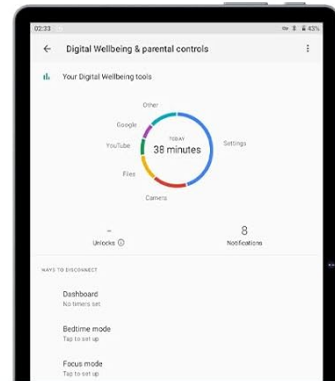 02:33
43%
Digital Wellbeing & parental controls
Your Digital Wellbeing tools
Other
Google
YouTube
Files
Camera
Settings
TODAY
38 minutes
-
Unlocks
8
Notifications
WAYS TO DISCONNECT
Dashboard
No timers set
Bedtime mode
Tap to set up
Focus mode
Tap to set up